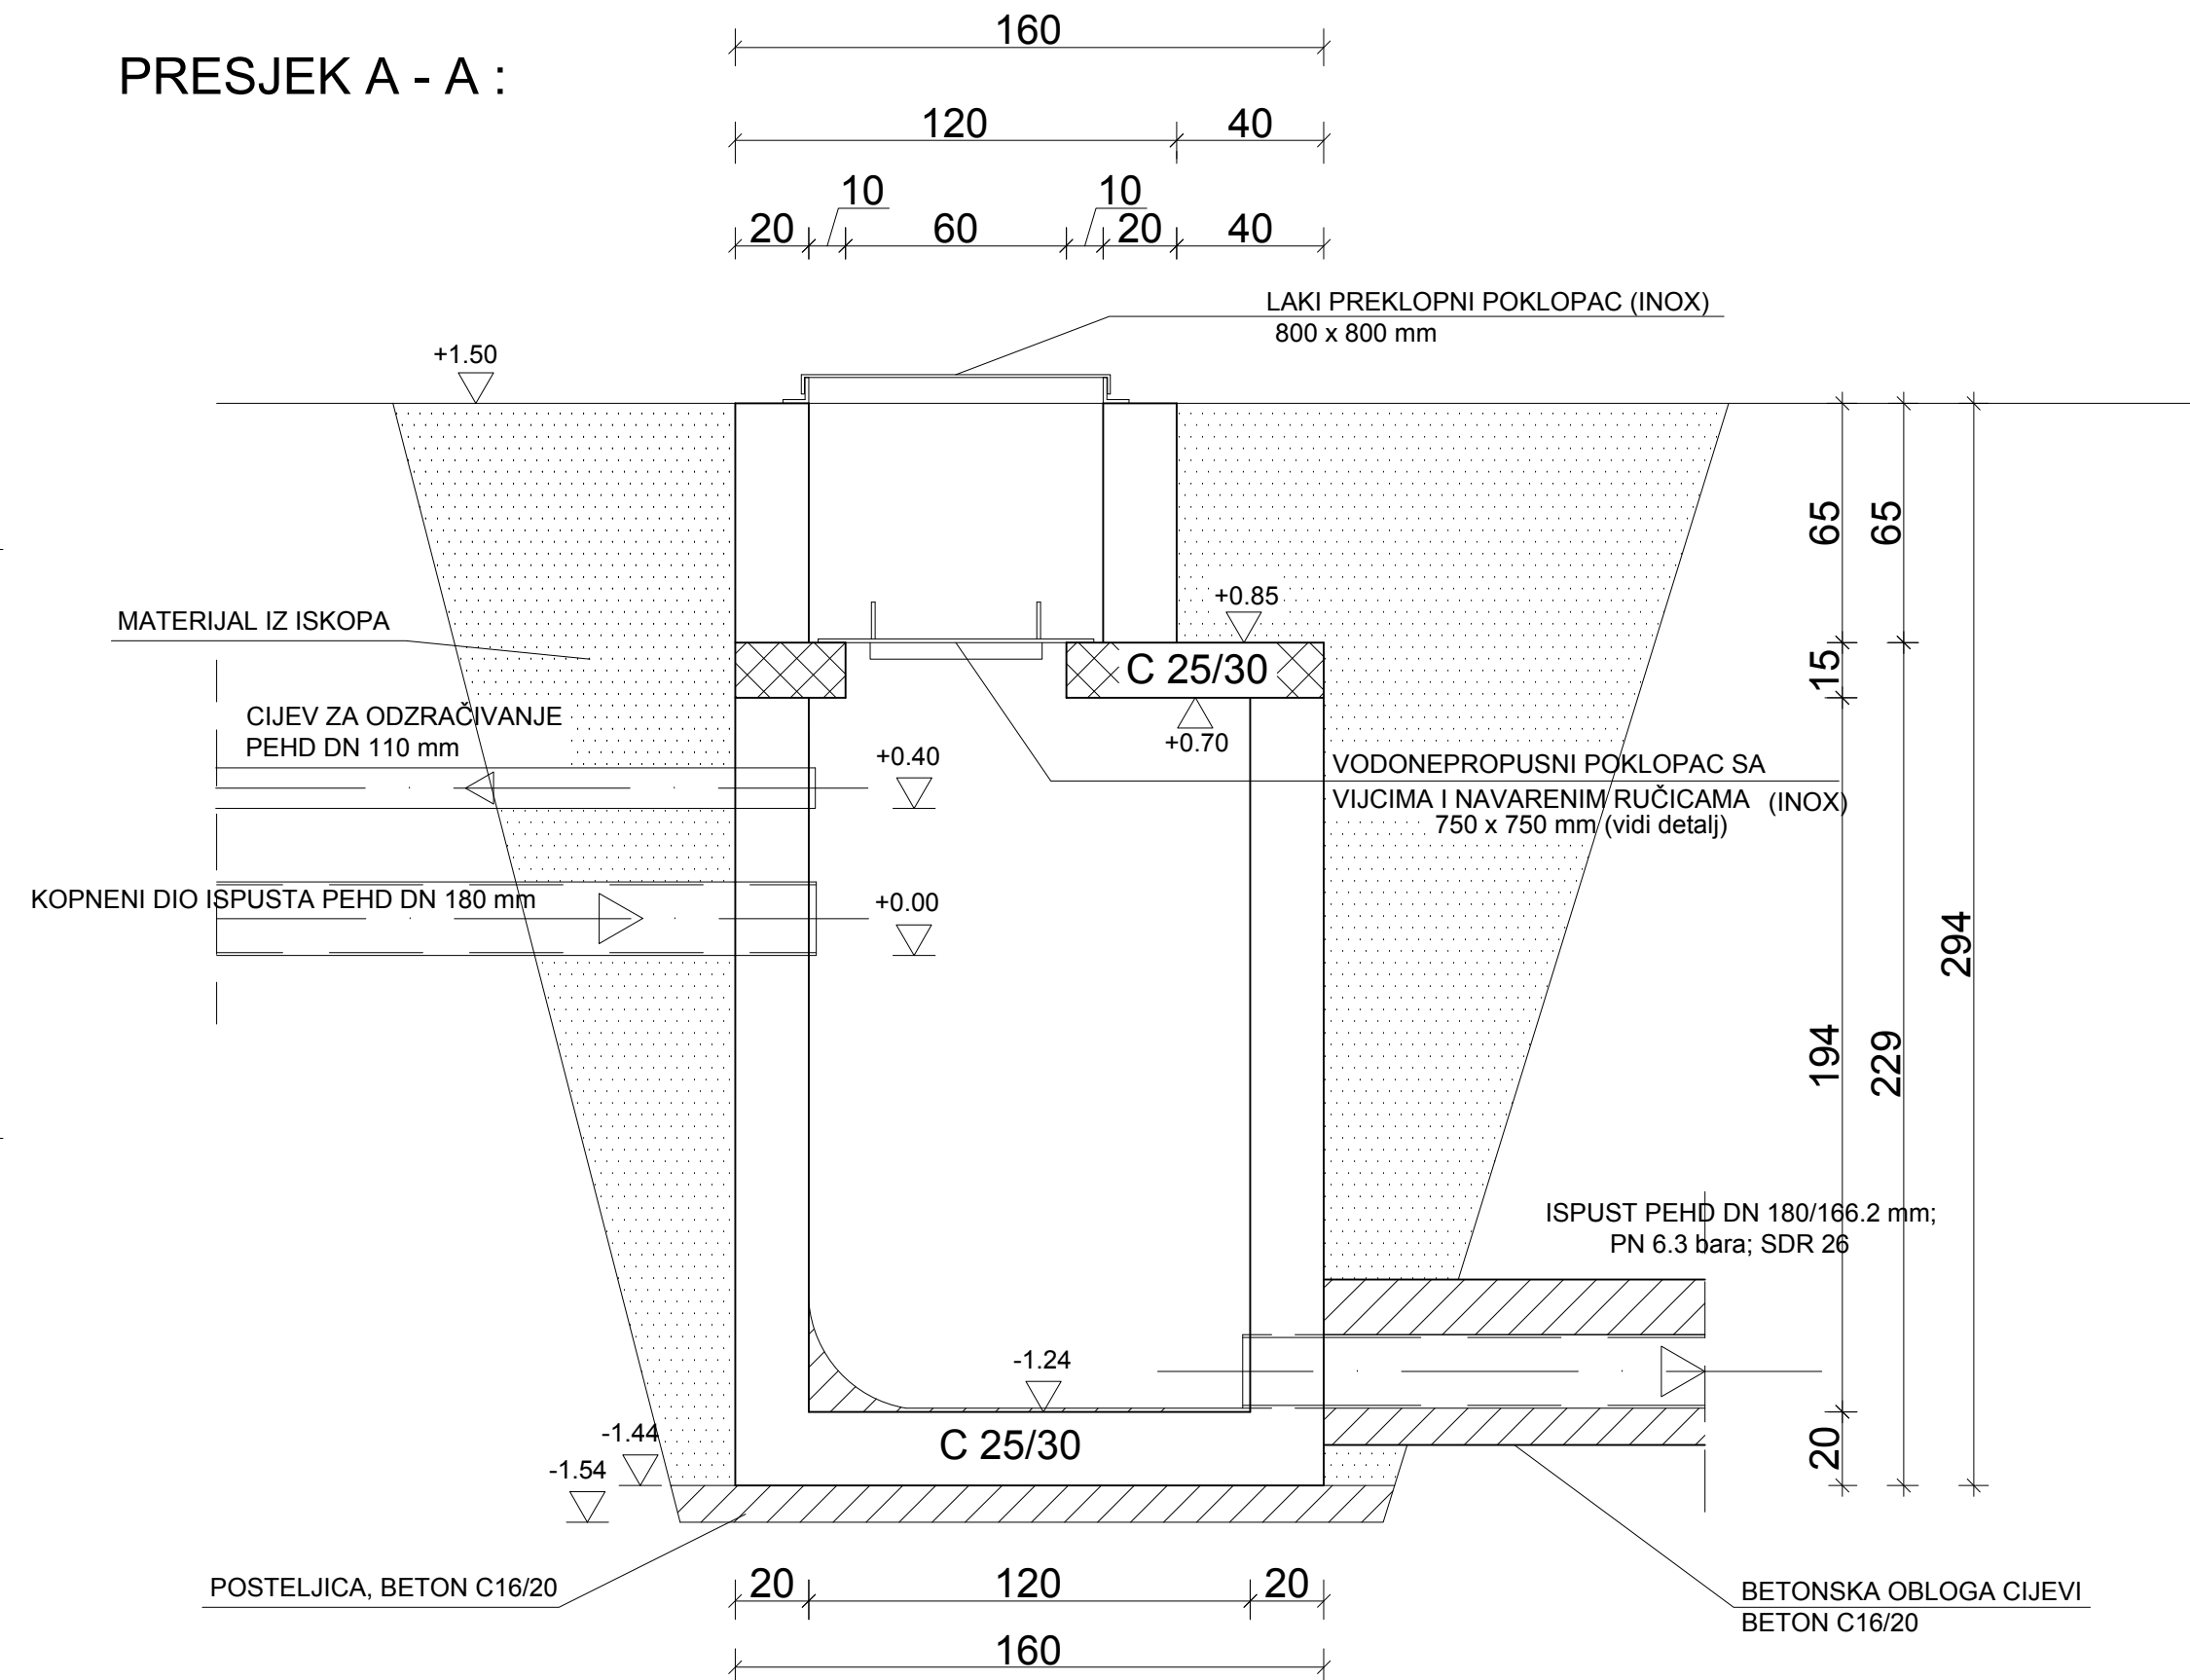 PRESJEK A - A :
160
120
40
10
10
20
60
20
40
LAKI PREKLOPNI POKLOPAC (INOX)
800 x 800 mm
+1.50
65
65
+0.85
MATERIJAL IZ ISKOPA
C 25/30
15
CIJEV ZA ODZRAČIVANJE
PEHD DN 110 mm
+0.70
+0.40
VODONEPROPUSNI POKLOPAC SA
VIJCIMA I NAVARENIM RUČICAMA (INOX)
750 x 750 mm (vidi detalj)
KOPNENI DIO ISPUSTA PEHD DN 180 mm
+0.00
294
194
229
ISPUST PEHD DN 180/166.2 mm;
PN 6.3 bara; SDR 26
-1.24
-1.44
C 25/30
20
-1.54
POSTELJICA, BETON C16/20
20
120
20
BETONSKA OBLOGA CIJEVI
BETON C16/20
160